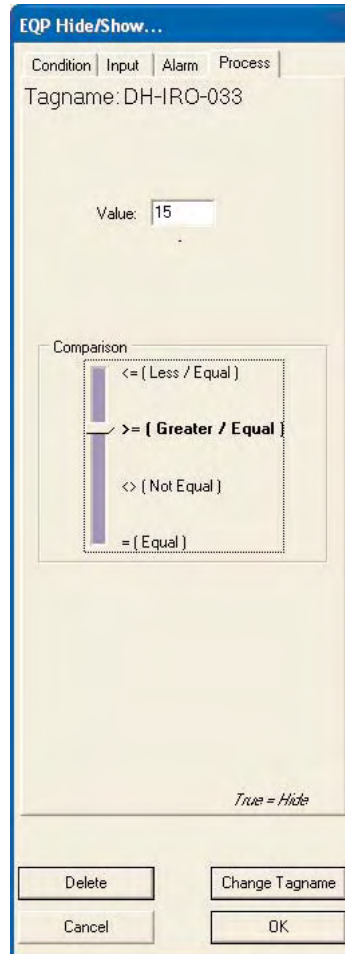 EQP Hide/Show...
Condition Input Alarm Process
Tagname: DH-IRO-033
Value: 15
Comparison
<= ( Less / Equal )
>= ( Greater / Equal )
<> ( Not Equal )
= ( Equal )
True = Hide
Delete Change Tagname
Cancel OK